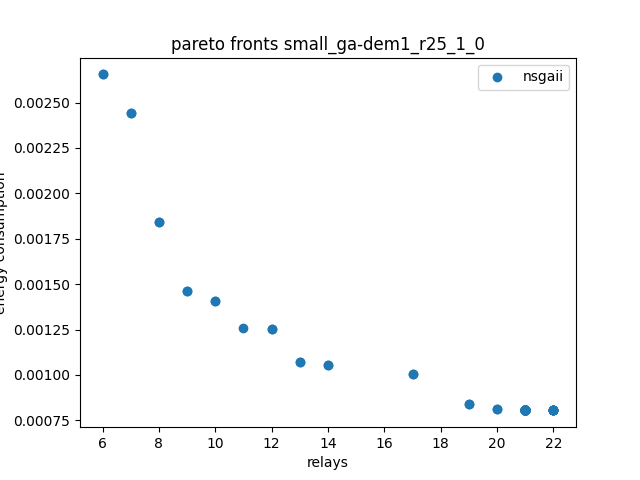 pareto fronts small_ga-dem1_r25_1_0
nsgaii
0.00250
0.00225
0.00200
0.00175
0.00150
0.00125
0.00100
0.00075
energy consumption
6 8 10 12 14 16 18 20 22
relays